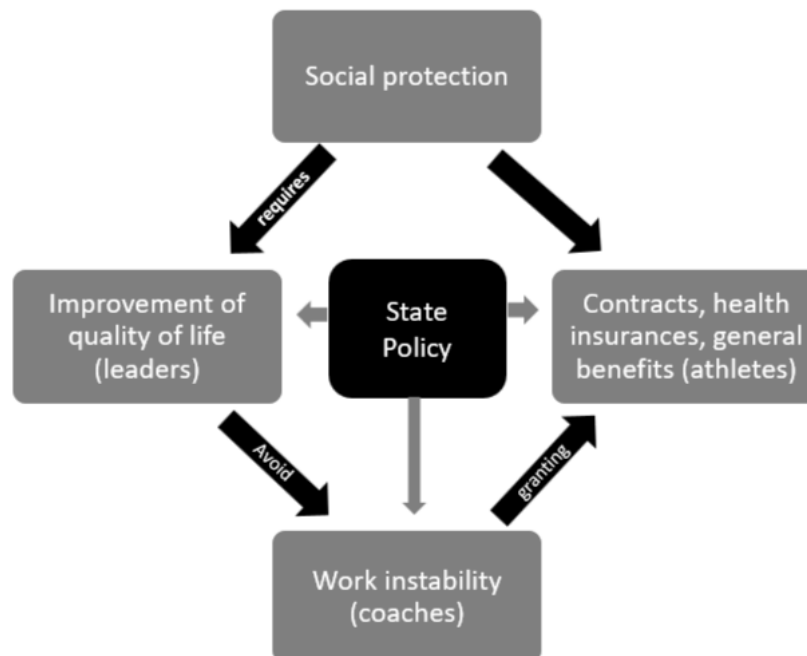 Social protection
requires
Improvement of
quality of life
(leaders)
State
Policy
Contracts, health
insurances, general
benefits (athletes)
Avoid
granting
Work instability
(coaches)